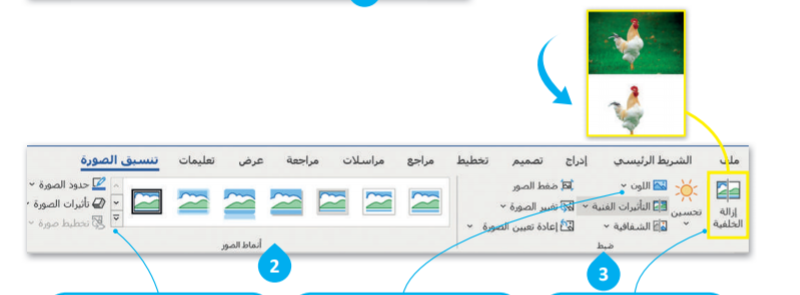 ملف الشريط الرئيسي إدراج تصميم تخطيط مراجع مراسلات مراجعة عرض تعليمات تنسيق الصورة
إزالة الخلفية
تحسين
اللون
التأثيرات الفنية
الشفافية
ضغط الصور
تغيير الصورة
إعادة تعيين الصورة
ضبط
3
أنماط الصور
2
حدود الصورة
تأثيرات الصورة
تخطيط صورة